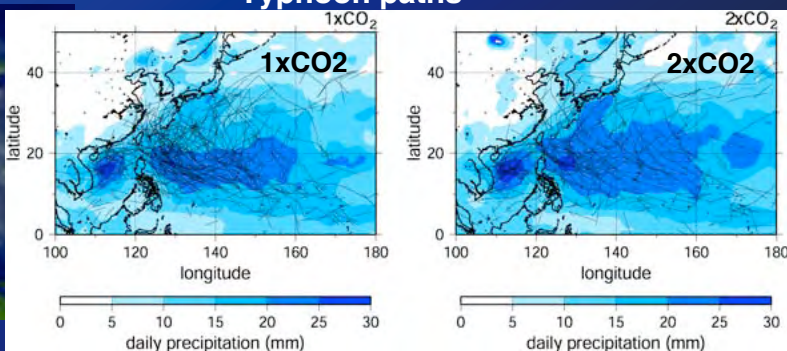 Typhoon paths
1xCO₂
1xCO2
latitude
40
20
0
100 120 140 160 180
longitude
0 5 10 15 20 25 30
daily precipitation (mm)
2xCO₂
2xCO2
latitude
40
20
0
100 120 140 160 180
longitude
0 5 10 15 20 25 30
daily precipitation (mm)